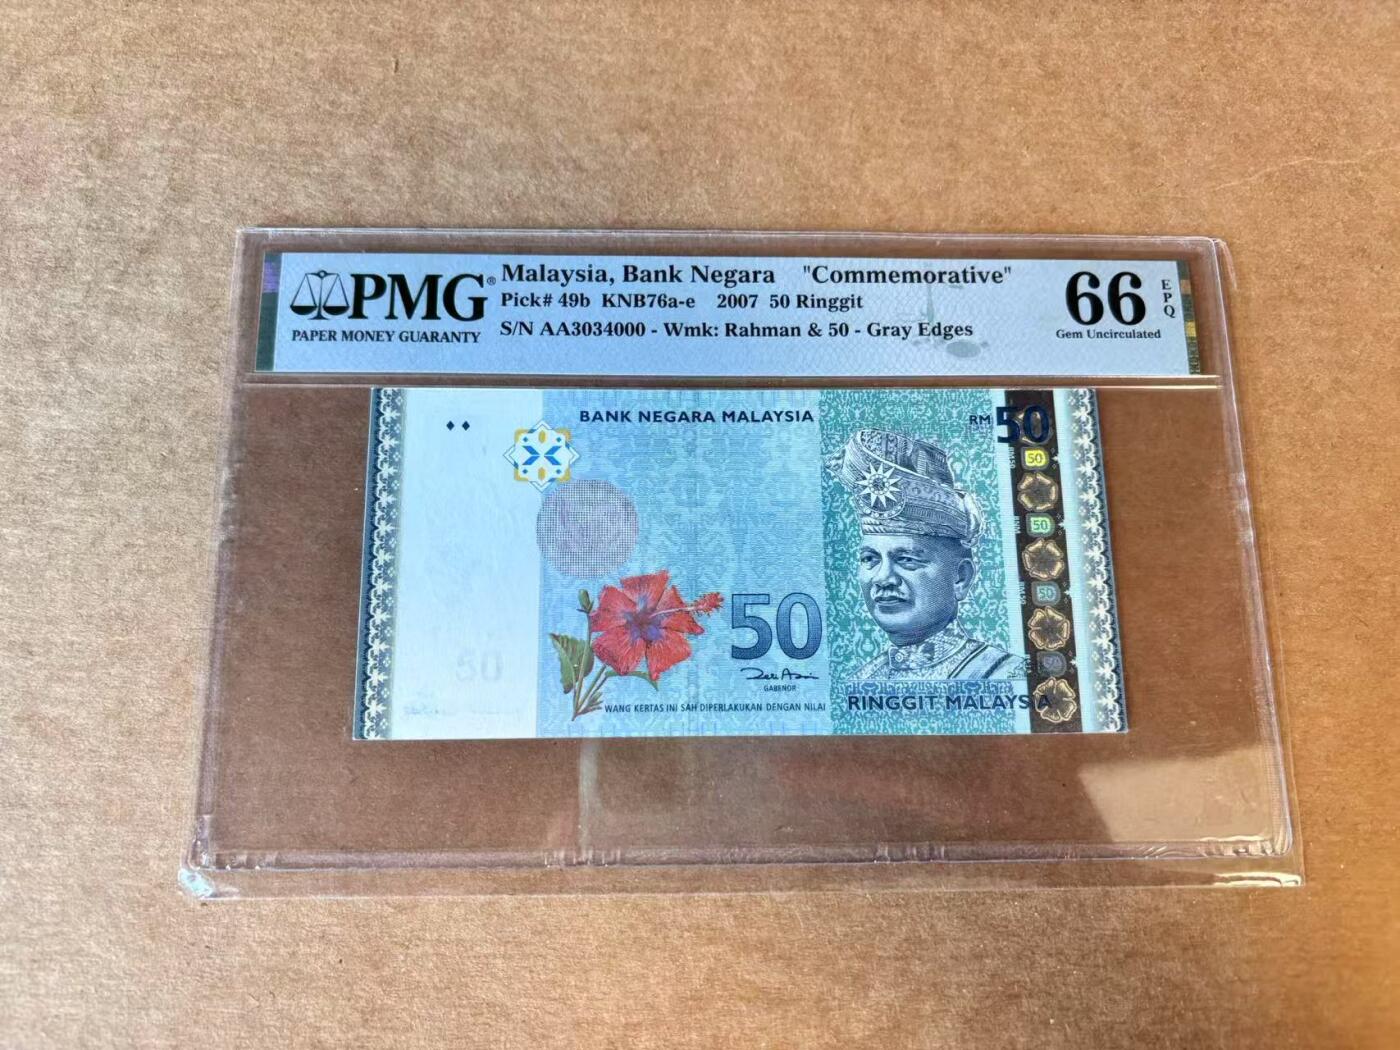 PMG®
PAPER MONEY GUARANTY
Malaysia, Bank Negara "Commemorative"
Pick# 49b KNB76a-e 2007 50 Ringgit
S/N AA3034000 - Wmk: Rahman & 50 - Gray Edges
66
EPQ
Gem Uncirculated
BANK NEGARA MALAYSIA
RM50
50
50
50
50
50
50
GABENOR
WANG KERTAS INI SAH DIPERLAKUKAN DENGAN NILAI
RINGGIT MALAYSIA